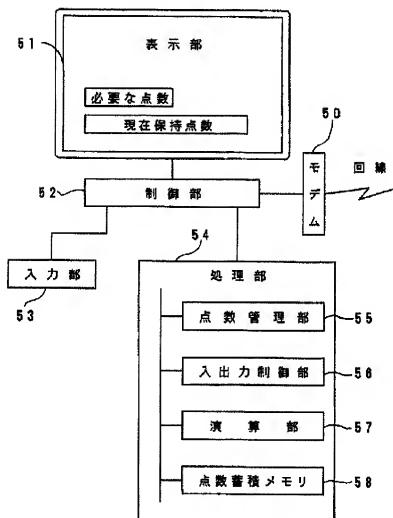 51
表示部
必要な点数
現在保持点数
50
モデム
回線
52
制御部
54
入力部
53
処理部
点数管理部
55
入出力制御部
56
演算部
57
点数蓄積メモリ
58